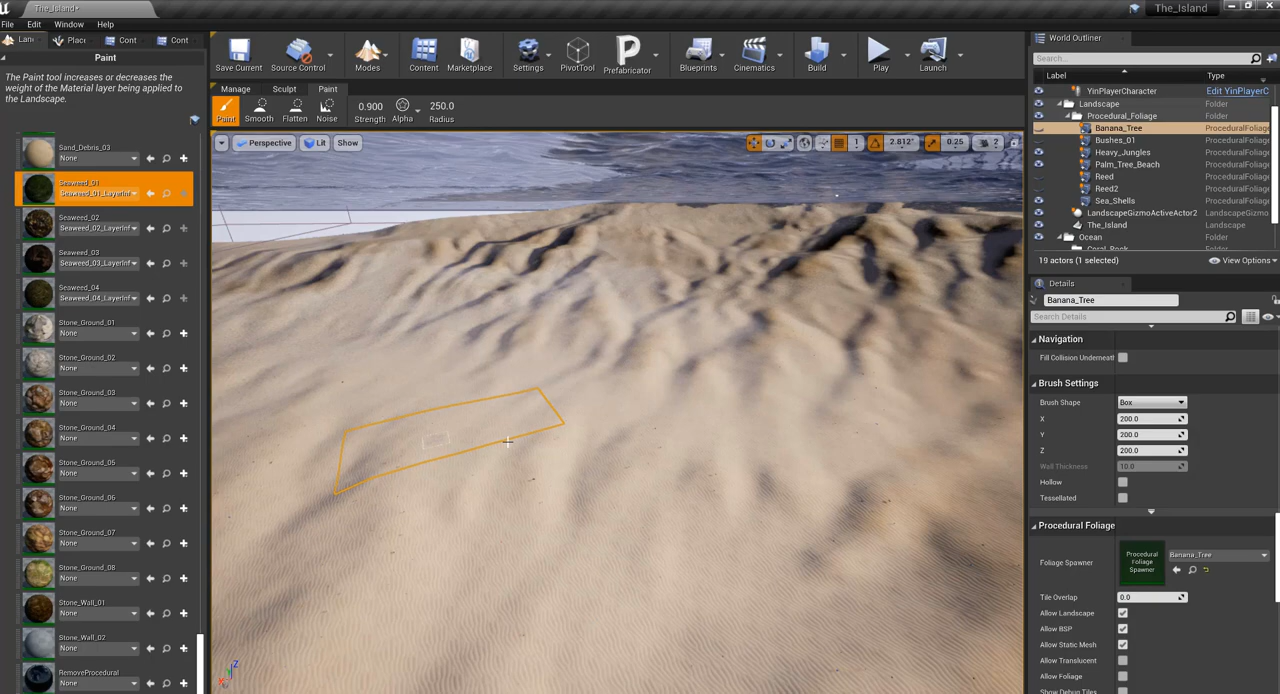 The_Island*
The_Island
File Edit Window Help
Lan Plac Cont Cont
Paint
The Paint tool increases or decreases the
weight of the Material layer being applied to
the Landscape.
Sand_Debris_03
None
Seaweed_01
Seaweed_01_LayerInf
Seaweed_02
Seaweed_02_LayerInf
Seaweed_03
Seaweed_03_LayerInf
Seaweed_04
Seaweed_04_LayerInf
Stone_Ground_01
None
Stone_Ground_02
None
Stone_Ground_03
None
Stone_Ground_04
None
Stone_Ground_05
None
Stone_Ground_06
None
Stone_Ground_07
None
Stone_Ground_08
None
Stone_Wall_01
None
Stone_Wall_02
None
RemoveProcedural
None
Save Current Source Control Modes Content Marketplace Settings PivotTool Prefabricator Blueprints Cinematics Build Play Launch
Manage Sculpt Paint
Paint Smooth Flatten Noise
0.900 Strength
Alpha
250.0 Radius
Perspective Lit Show
2.812° 0.25 2
Z
X
World Outliner
Search...
Label Type
YinPlayerCharacter Edit YinPlayerC
Landscape Folder
Procedural_Foliage Folder
Banana_Tree ProceduralFoliage
Bushes_01 ProceduralFoliage
Heavy_Jungles ProceduralFoliage
Palm_Tree_Beach ProceduralFoliage
Reed ProceduralFoliage
Reed2 ProceduralFoliage
Sea_Shells ProceduralFoliage
LandscapeGizmoActiveActor2 LandscapeGizmo
The_Island Landscape
Ocean Folder
Coral_Rock Folder
19 actors (1 selected) View Options
Details
Banana_Tree
Search Details
Navigation
Fill Collision Underneath
Brush Settings
Brush Shape Box
X 200.0
Y 200.0
Z 200.0
Wall Thickness 10.0
Hollow
Tessellated
Procedural Foliage
Foliage Spawner
Procedural
Foliage
Spawner
Banana_Tree
Tile Overlap 0.0
Allow Landscape
Allow BSP
Allow Static Mesh
Allow Translucent
Allow Foliage
Show Debug Tiles